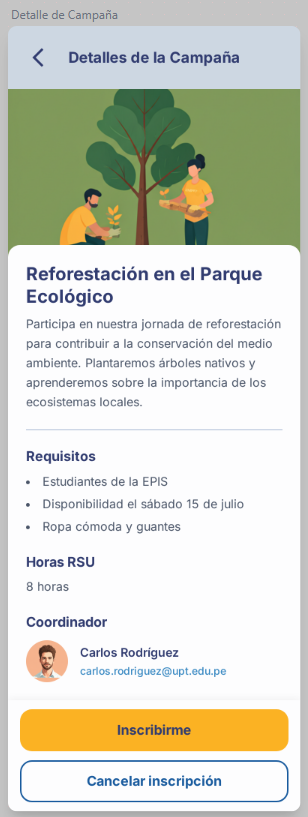 Detalle de Campaña
Detalles de la Campaña
Reforestación en el Parque
Ecológico
Participa en nuestra jornada de reforestación
para contribuir a la conservación del medio
ambiente. Plantaremos árboles nativos y
aprenderemos sobre la importancia de los
ecosistemas locales.
Requisitos
• Estudiantes de la EPIS
• Disponibilidad el sábado 15 de julio
• Ropa cómoda y guantes
Horas RSU
8 horas
Coordinador
Carlos Rodríguez
carlos.rodriguez@upt.edu.pe
Inscribirme
Cancelar inscripción